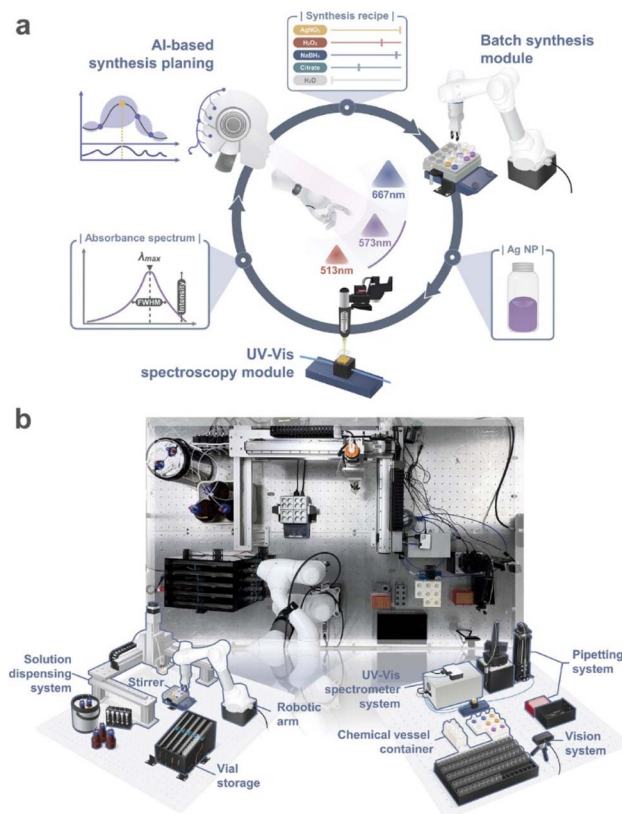 a
AI-based
synthesis planing
| Synthesis recipe |
AgNO₃
H₂O₂
NaBH₄
Citrate
H₂O
Batch synthesis
module
667nm
573nm
513nm
| Absorbance spectrum |
λmax
FWHM
Intensity
| Ag NP |
UV-Vis
spectroscopy module
b
Solution
dispensing
system
Stirrer
Robotic
arm
Vial
storage
UV-Vis
spectrometer
system
Pipetting
system
Chemical vessel
container
Vision
system